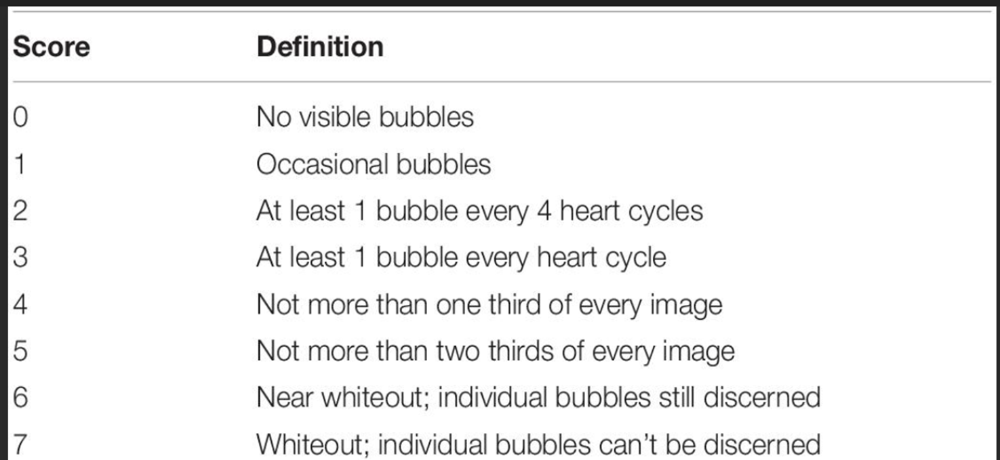 Score Definition
0 No visible bubbles
1 Occasional bubbles
2 At least 1 bubble every 4 heart cycles
3 At least 1 bubble every heart cycle
4 Not more than one third of every image
5 Not more than two thirds of every image
6 Near whiteout; individual bubbles still discerned
7 Whiteout; individual bubbles can’t be discerned